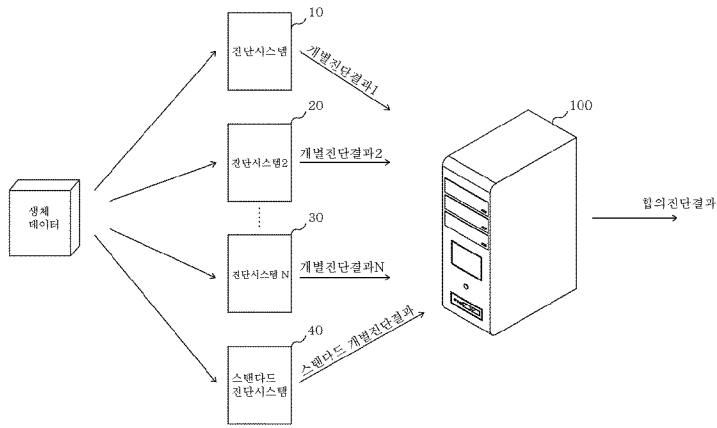 10
진단시스템
개별진단결과1
20
진단시스템2
개별진단결과2
100
생체
데이터
합의진단결과
30
진단시스템 N
개별진단결과N
40
스탠다드
진단시스템
스탠다드 개별진단결과